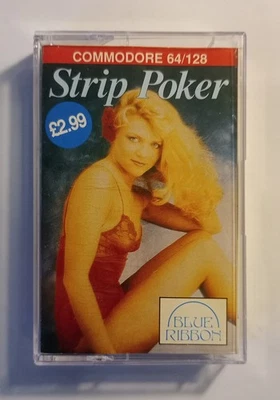 COMMODORE 64/128
Strip Poker
£2.99
BLUE
RIBBON